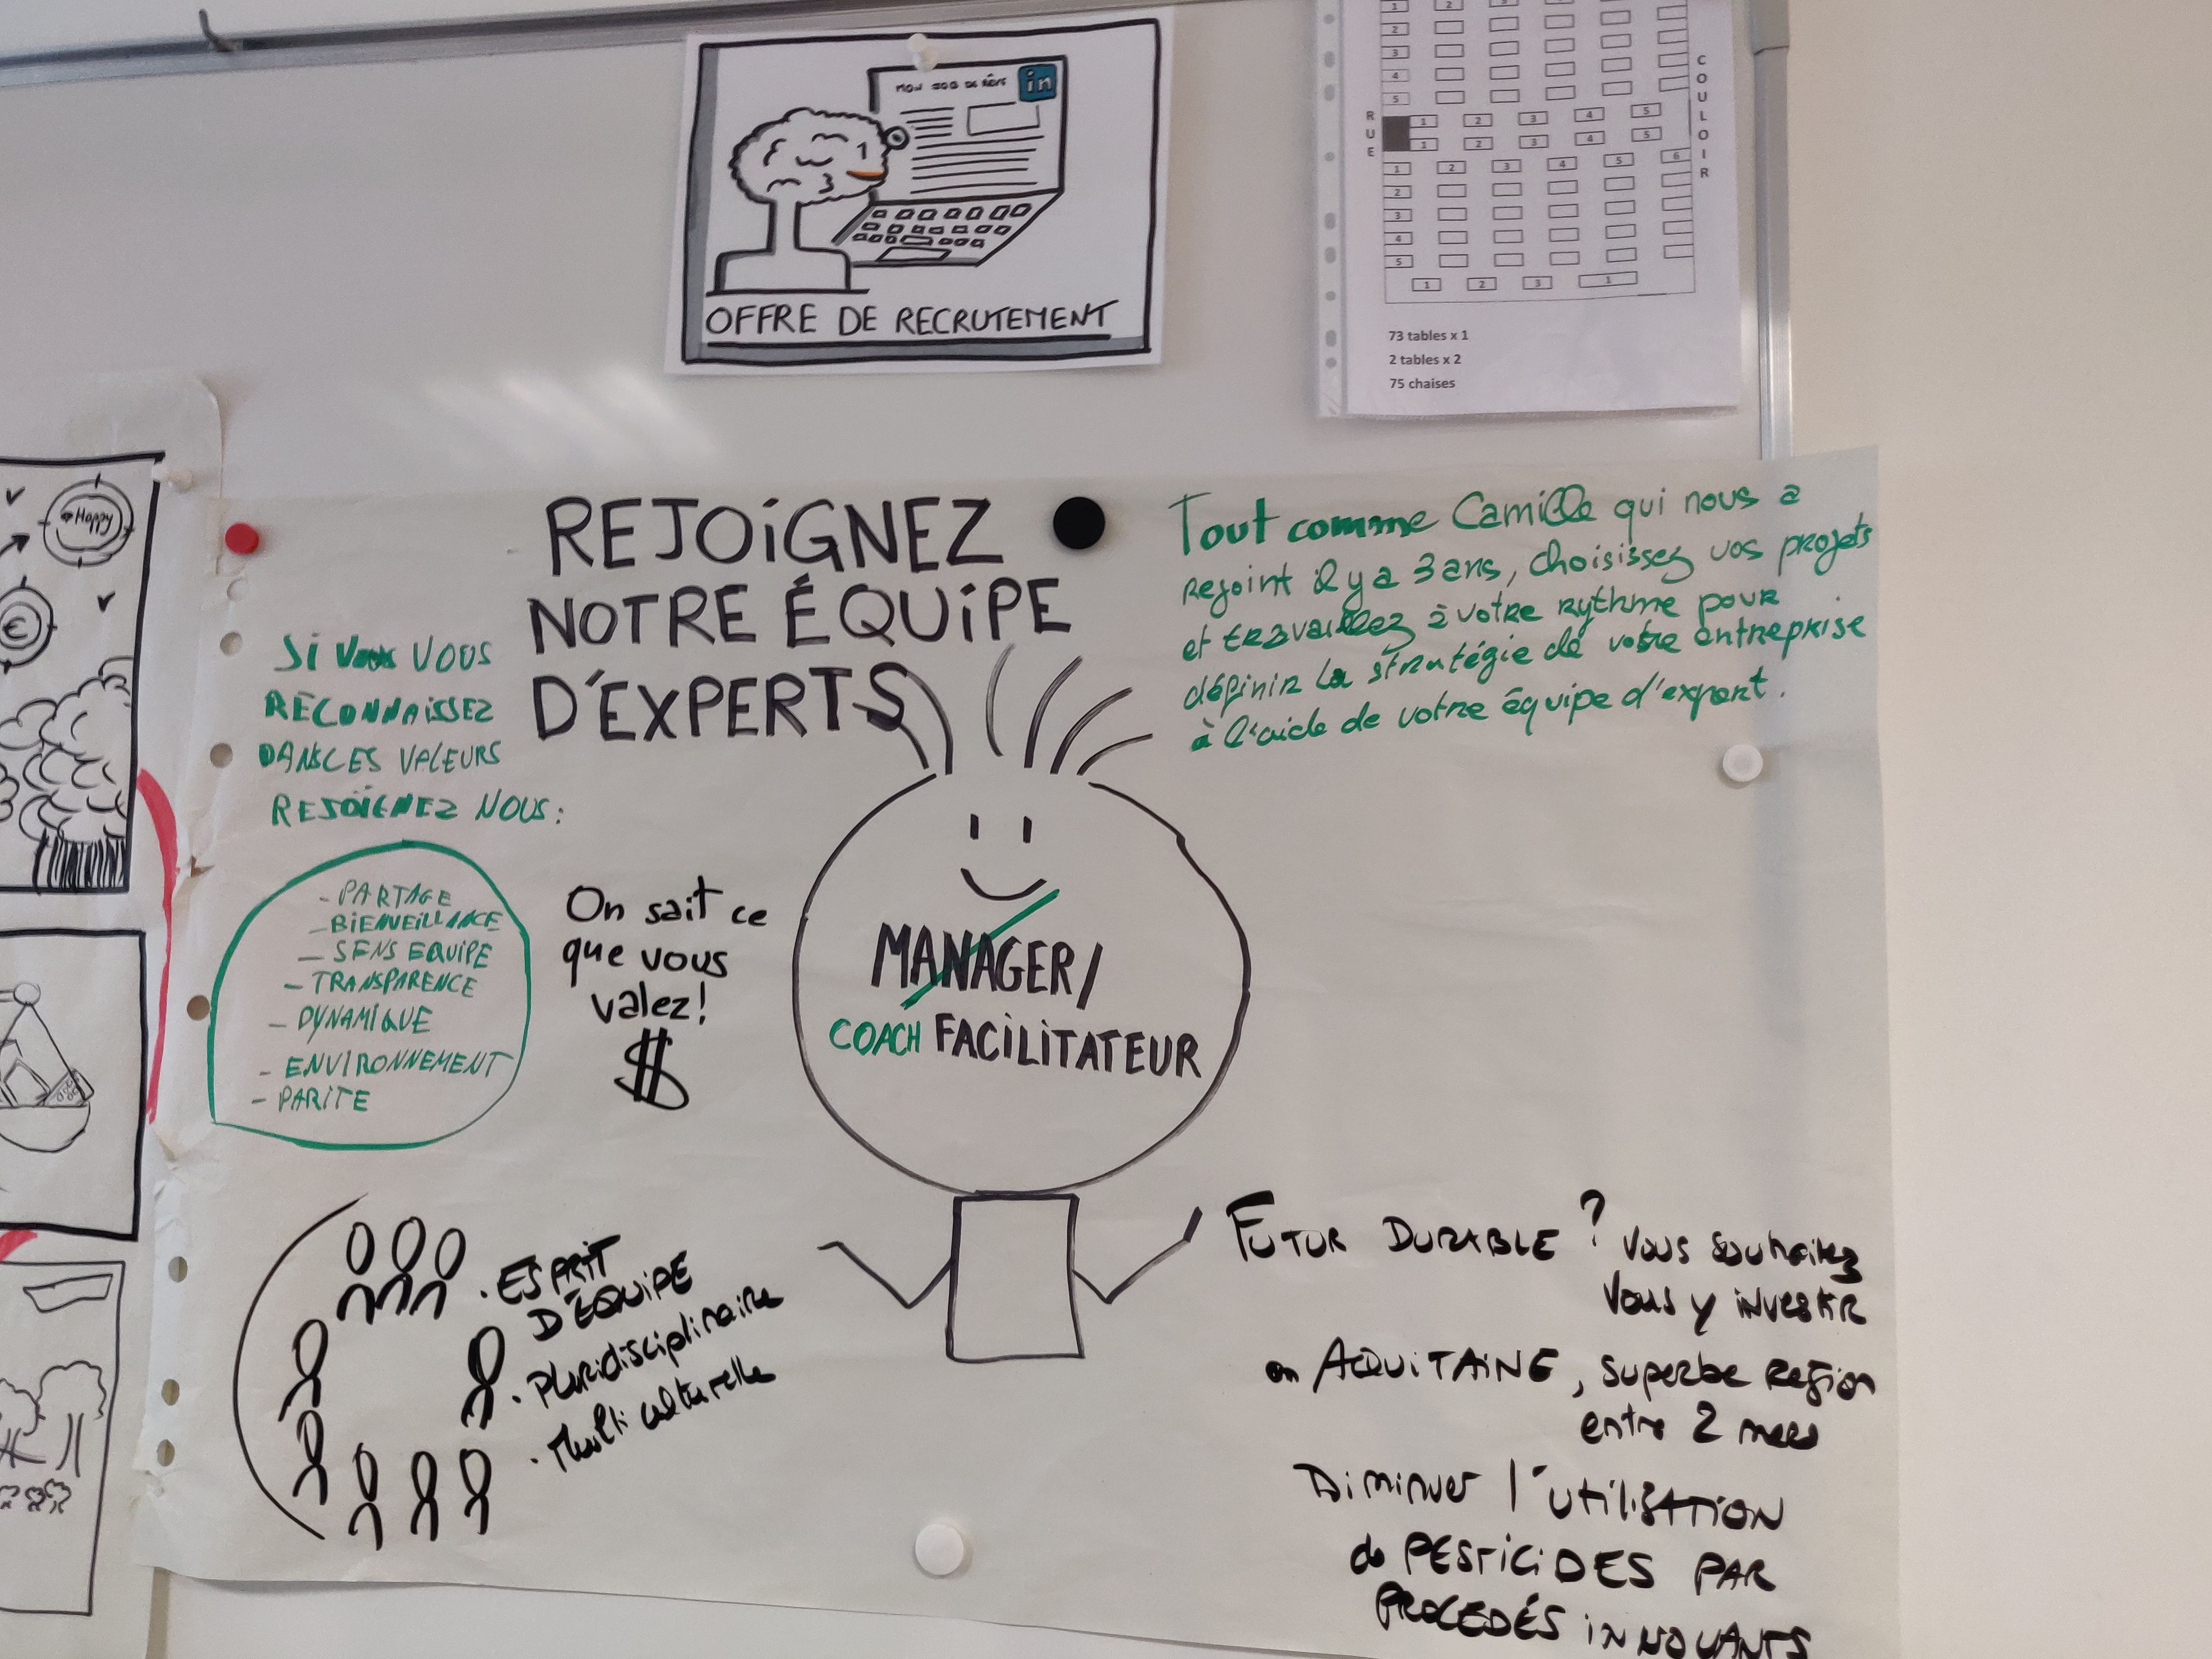 MON JOB DE RÊVE
in
OFFRE DE RECRUTEMENT
1 2 3
2
3
4
5
1 2 3 4 5
1 2 3 4 5
1 2 3 4 5 6
2
3
4
5
1 2 3 1
RUE
COULOIR
73 tables x 1
2 tables x 2
75 chaises
Happy
€
REJOIGNEZ
NOTRE ÉQUIPE
D'EXPERTS
Tout comme Camille qui nous a
rejoint il y a 3 ans, choisissez vos projets
et travaillez à votre rythme pour
définir la stratégie de votre entreprise
à l'aide de votre équipe d'expert.
Si vous VOUS
RECONNAISSEZ
DANS CES VALEURS
REJOIGNEZ NOUS:
- PARTAGE
- BIENVEILLANCE
- SENS EQUIPE
- TRANSPARENCE
- DYNAMIQUE
- ENVIRONNEMENT
- PARITE
On sait ce
que vous
valez!
$
MANAGER/
COACH FACILITATEUR
. ESPRIT
D'ÉQUIPE
. Pluridisciplinaire
. Multi culturelle
FUTUR DURABLE ? Vous souhaitez
Vous y investir
en AQUITAINE, superbe region
entre 2 mers
Diminuer l'utilisation
de PESTICIDES PAR
PROCEDÉS INNOVANTS